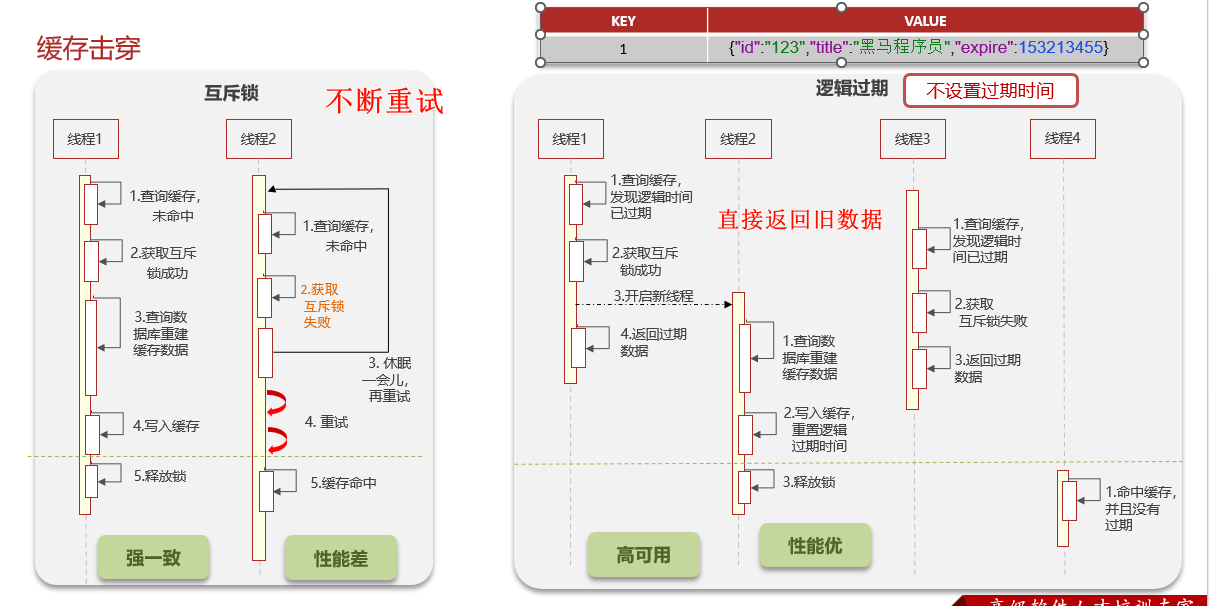 缓存击穿
KEY
VALUE
1
{"id":"123","title":"黑马程序员","expire":153213455}
互斥锁
不断重试
线程1
线程2
1.查询缓存,
未命中
2.获取互斥
锁成功
3.查询数
据库重建
缓存数据
4.写入缓存
5.释放锁
1.查询缓存,
未命中
2.获取
互斥锁
失败
3. 休眠
一会儿,
再重试
4. 重试
5.缓存命中
强一致
性能差
逻辑过期
不设置过期时间
线程1
线程2
线程3
线程4
直接返回旧数据
1.查询缓存,
发现逻辑时间
已过期
2.获取互斥
锁成功
3.开启新线程
4.返回过期
数据
1.查询数
据库重建
缓存数据
2.写入缓存,
重置逻辑
过期时间
3.释放锁
1.查询缓存,
发现逻辑时
间已过期
2.获取
互斥锁失败
3.返回过期
数据
1.命中缓存,
并且没有
过期
高可用
性能优